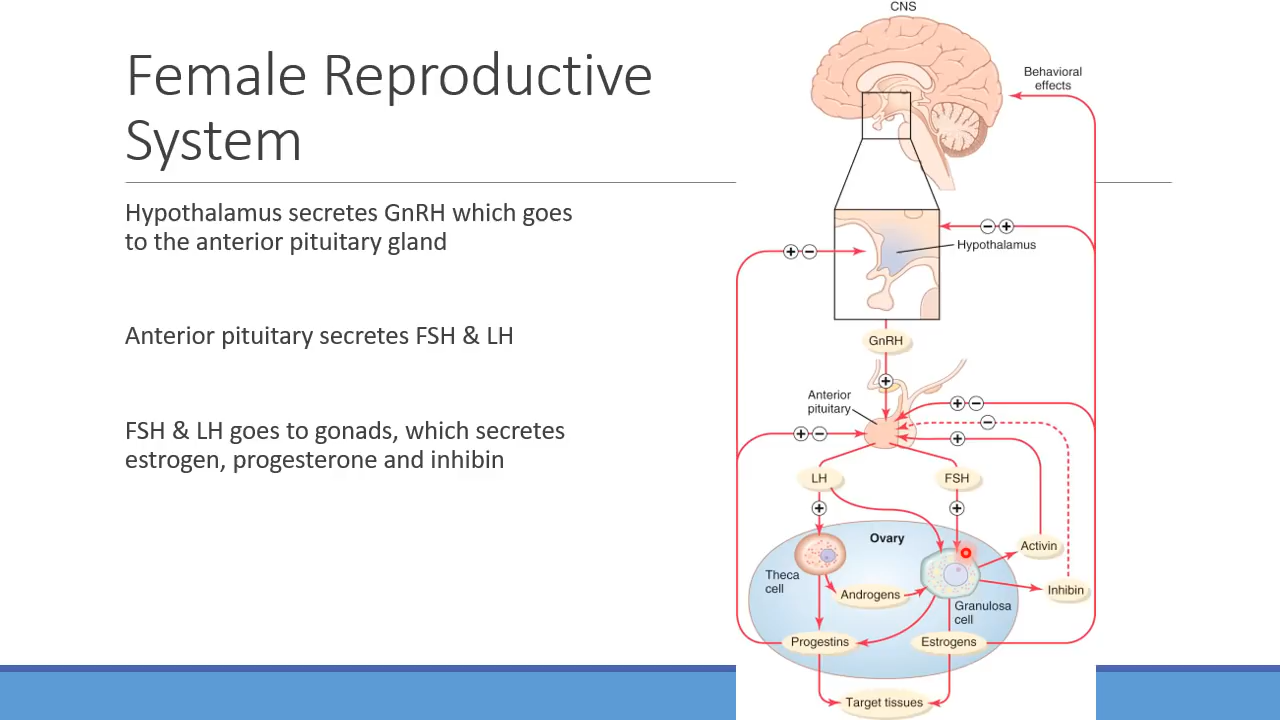 Female Reproductive
System
Hypothalamus secretes GnRH which goes
to the anterior pituitary gland
Anterior pituitary secretes FSH & LH
FSH & LH goes to gonads, which secretes
estrogen, progesterone and inhibin
CNS
Behavioral
effects
Hypothalamus
GnRH
Anterior
pituitary
LH
FSH
Ovary
Activin
Theca
cell
Androgens
Inhibin
Granulosa
cell
Progestins
Estrogens
Target tissues